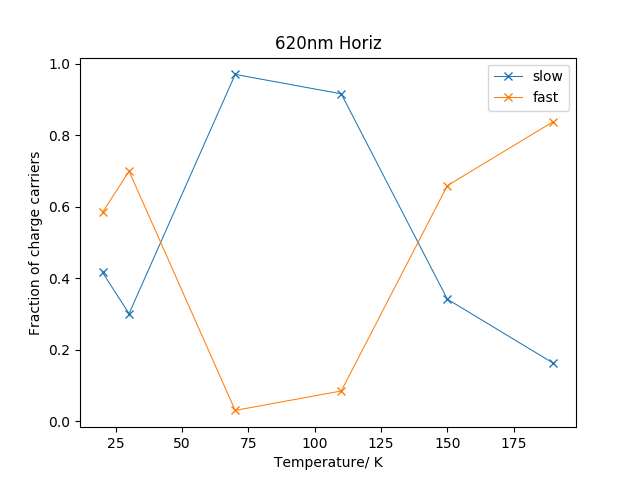 620nm Horiz
slow
fast
Fraction of charge carriers
1.0
0.8
0.6
0.4
0.2
0.0
25 50 75 100 125 150 175
Temperature/ K